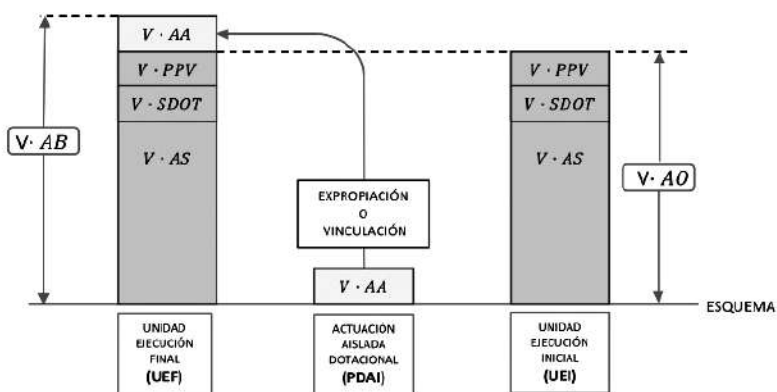 V · AA
V · PPV
V · SDOT
V · AS
V· AB
EXPROPIACIÓN
O
VINCULACIÓN
V · AA
V · PPV
V · SDOT
V · AS
V· AO
ESQUEMA
UNIDAD
EJECUCIÓN
FINAL
(UEF)
ACTUACIÓN
AISLADA
DOTACIONAL
(PDAI)
UNIDAD
EJECUCIÓN
INICIAL
(UEI)